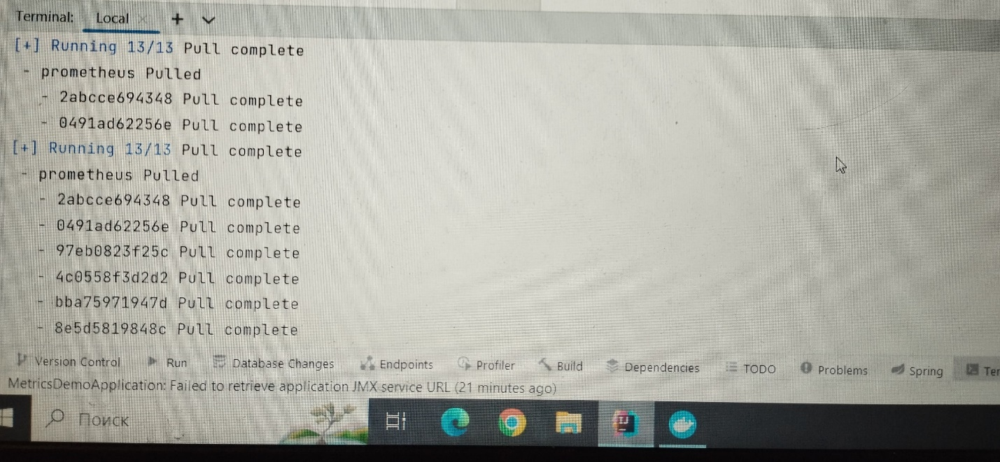 Terminal: Local × + 
[+] Running 13/13 Pull complete
- prometheus Pulled
- 2abcce694348 Pull complete
- 0491ad62256e Pull complete
[+] Running 13/13 Pull complete
- prometheus Pulled
- 2abcce694348 Pull complete
- 0491ad62256e Pull complete
- 97eb0823f25c Pull complete
- 4c0558f3d2d2 Pull complete
- bba75971947d Pull complete
- 8e5d5819848c Pull complete
Version Control Run Database Changes Endpoints Profiler Build Dependencies TODO Problems Spring Ter
MetricsDemoApplication: Failed to retrieve application JMX service URL (21 minutes ago)
Поиск
IJ